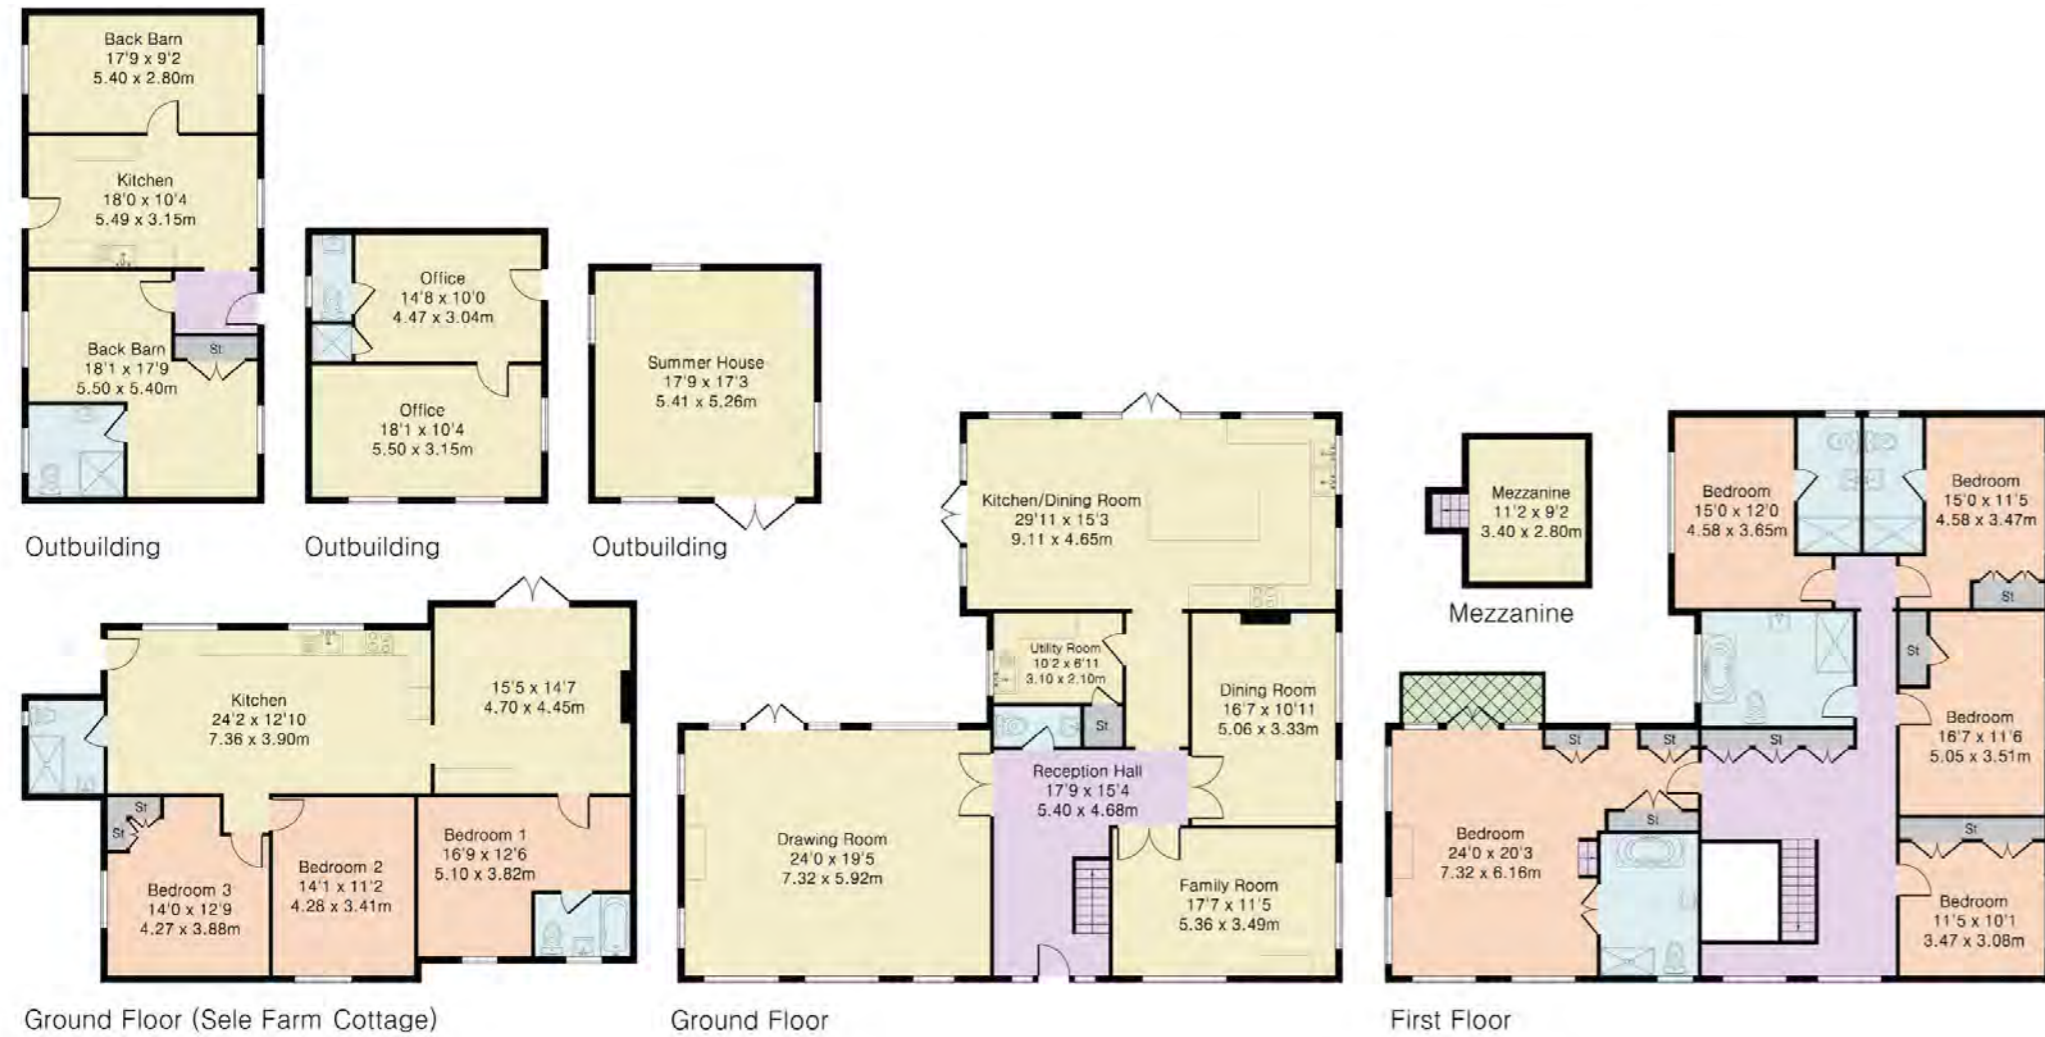 Back Barn
17'9 x 9'2
5.40 x 2.80m
Kitchen
18'0 x 10'4
5.49 x 3.15m
Back Barn
18'1 x 17'9
5.50 x 5.40m
St
Outbuilding
Office
14'8 x 10'0
4.47 x 3.04m
Office
18'1 x 10'4
5.50 x 3.15m
Outbuilding
Summer House
17'9 x 17'3
5.41 x 5.26m
Outbuilding
Kitchen
24'2 x 12'10
7.36 x 3.90m
15'5 x 14'7
4.70 x 4.45m
St
St
Bedroom 3
14'0 x 12'9
4.27 x 3.88m
Bedroom 2
14'1 x 11'2
4.28 x 3.41m
Bedroom 1
16'9 x 12'6
5.10 x 3.82m
Ground Floor (Sele Farm Cottage)
Kitchen/Dining Room
29'11 x 15'3
9.11 x 4.65m
Utility Room
10'2 x 6'11
3.10 x 2.10m
St
Dining Room
16'7 x 10'11
5.06 x 3.33m
Reception Hall
17'9 x 15'4
5.40 x 4.68m
Drawing Room
24'0 x 19'5
7.32 x 5.92m
Family Room
17'7 x 11'5
5.36 x 3.49m
Ground Floor
Mezzanine
11'2 x 9'2
3.40 x 2.80m
Mezzanine
Bedroom
15'0 x 12'0
4.58 x 3.65m
Bedroom
15'0 x 11'5
4.58 x 3.47m
St
St
Bedroom
16'7 x 11'6
5.05 x 3.51m
St
St
St
St
Bedroom
24'0 x 20'3
7.32 x 6.16m
St
Bedroom
11'5 x 10'1
3.47 x 3.08m
First Floor